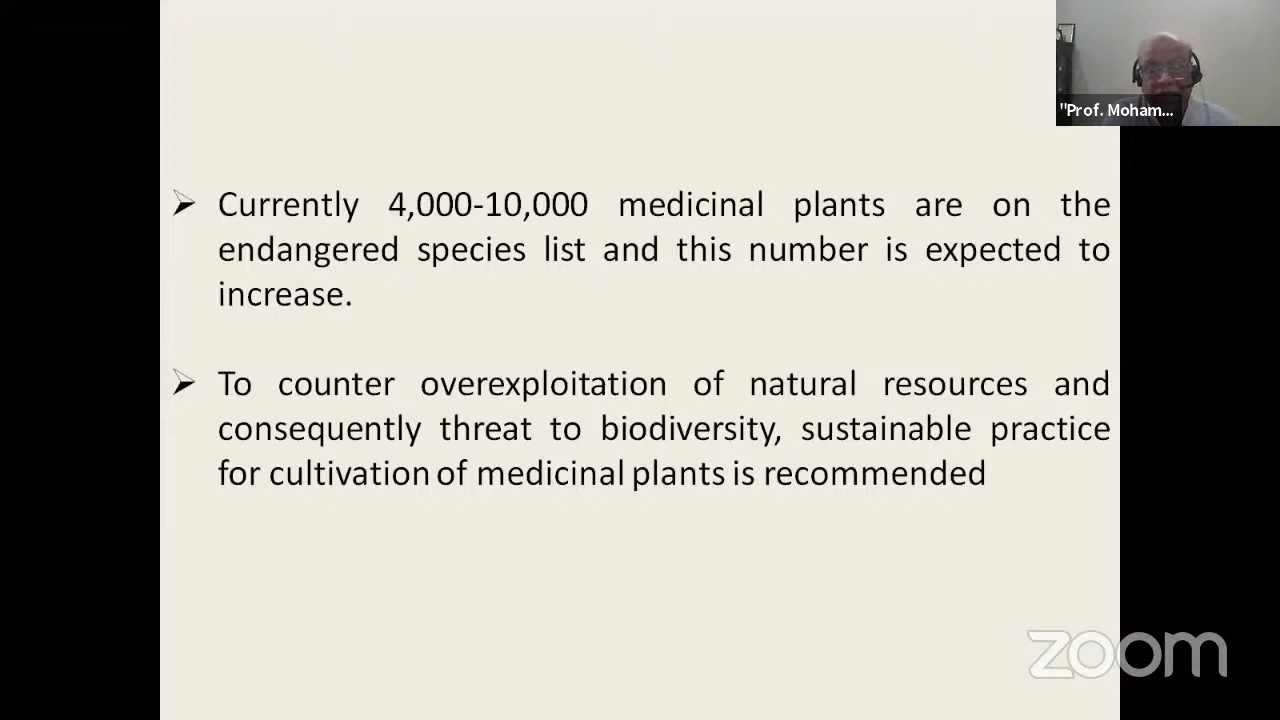 "Prof. Moham...
➢ Currently 4,000-10,000 medicinal plants are on the
endangered species list and this number is expected to
increase.
➢ To counter overexploitation of natural resources and
consequently threat to biodiversity, sustainable practice
for cultivation of medicinal plants is recommended
zoom